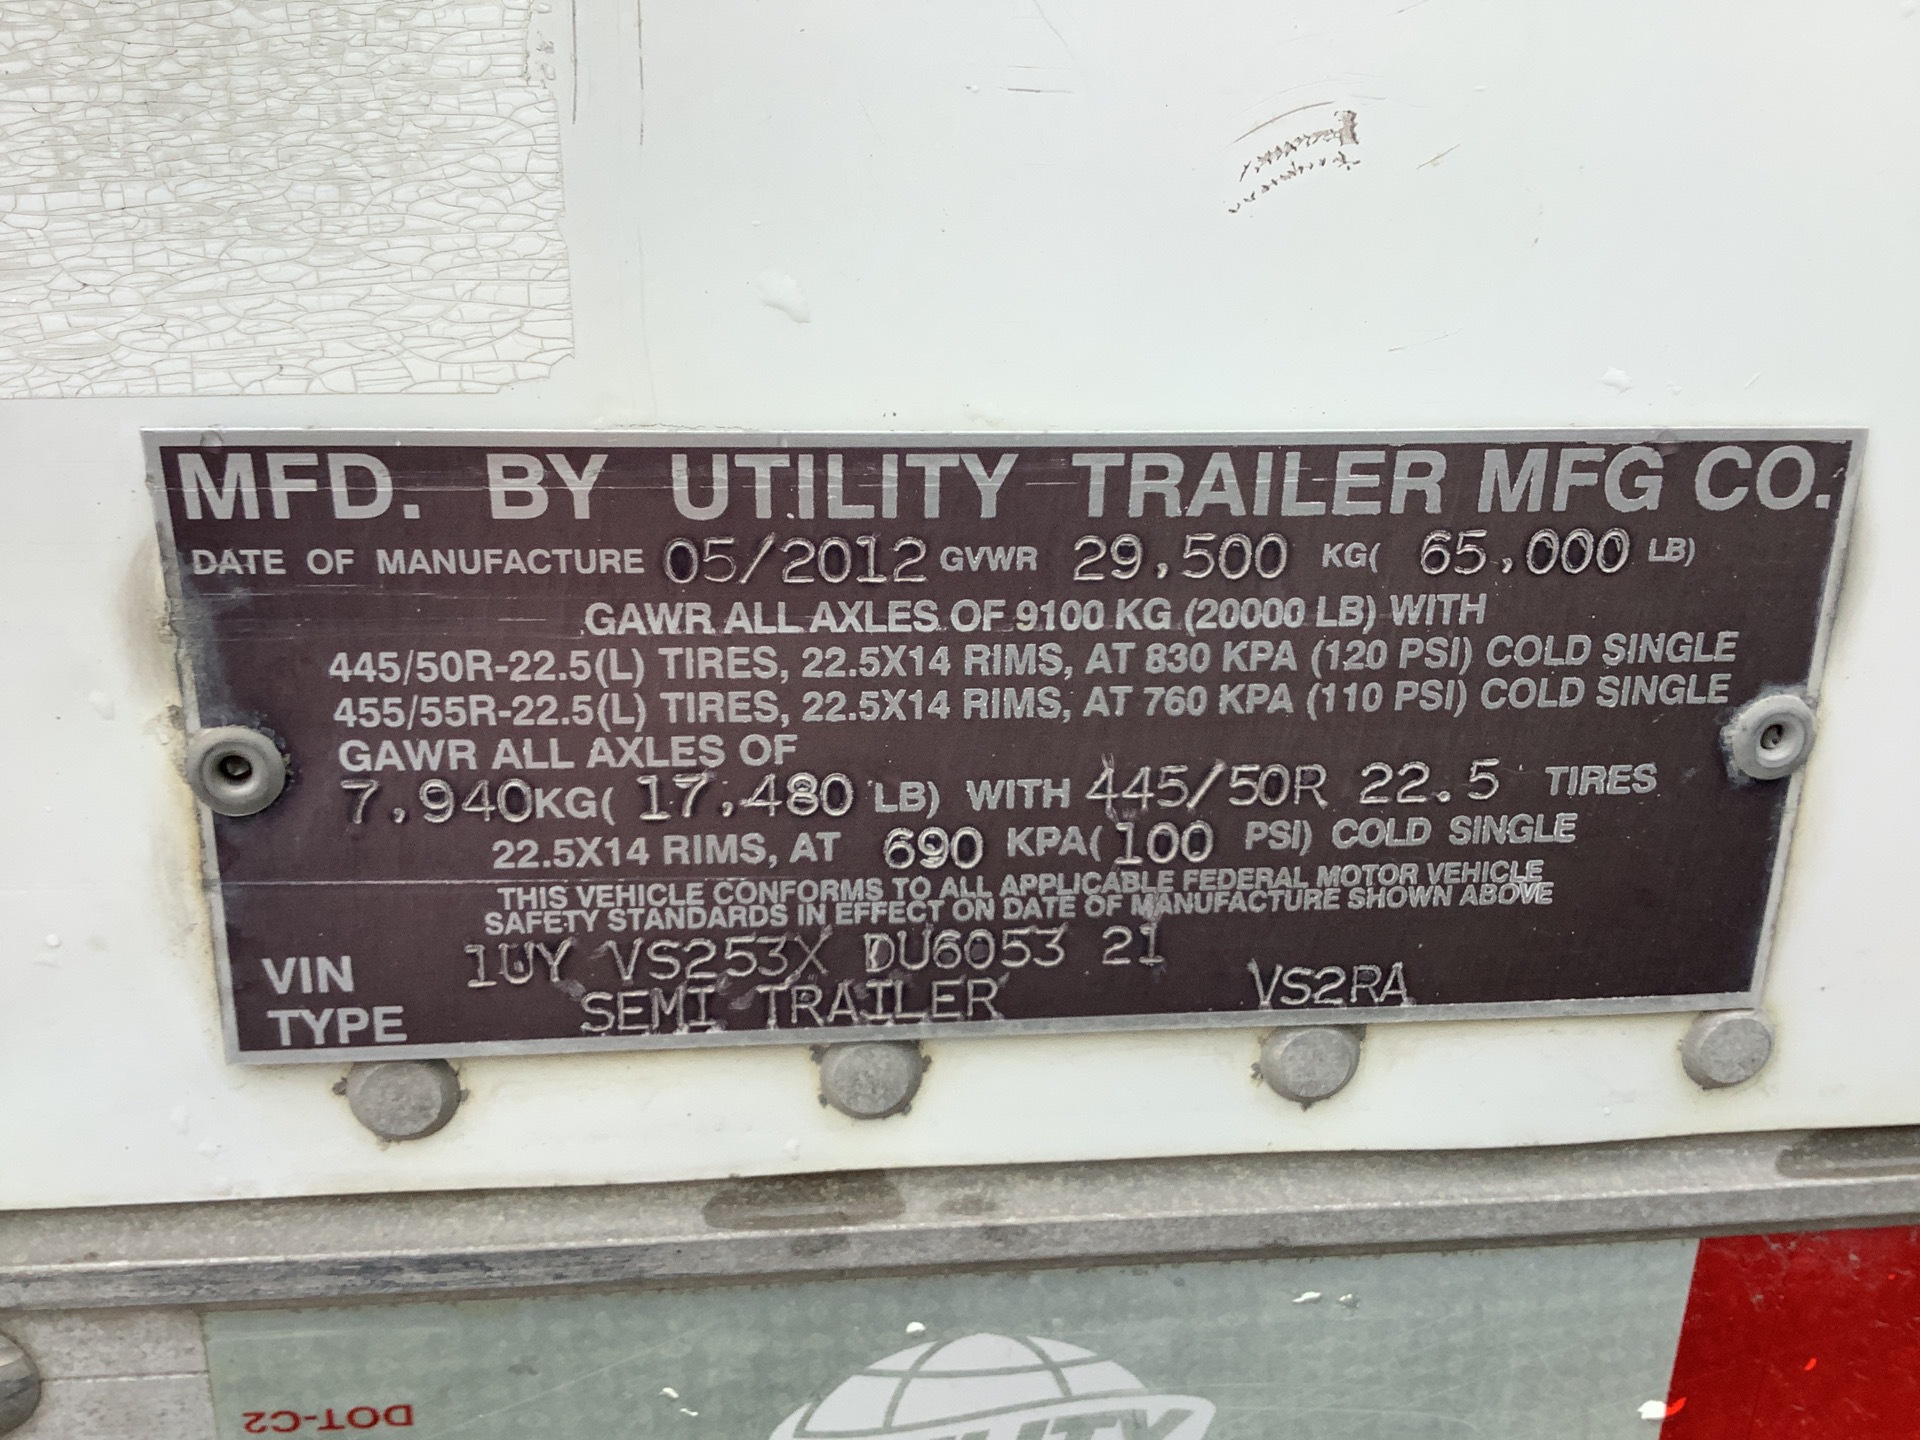 MFD. BY UTILITY TRAILER MFG CO.
DATE OF MANUFACTURE 05/2012 GVWR 29,500 KG( 65,000 LB)
GAWR ALL AXLES OF 9100 KG (20000 LB) WITH
445/50R-22.5(L) TIRES, 22.5X14 RIMS, AT 830 KPA (120 PSI) COLD SINGLE
455/55R-22.5(L) TIRES, 22.5X14 RIMS, AT 760 KPA (110 PSI) COLD SINGLE
GAWR ALL AXLES OF
7,940KG( 17,480 LB) WITH 445/50R 22.5 TIRES
22.5X14 RIMS, AT 690 KPA( 100 PSI) COLD SINGLE
THIS VEHICLE CONFORMS TO ALL APPLICABLE FEDERAL MOTOR VEHICLE
SAFETY STANDARDS IN EFFECT ON DATE OF MANUFACTURE SHOWN ABOVE
VIN 1UY VS253X DU6053 21
TYPE SEMI TRAILER VS2RA
DOT-C2